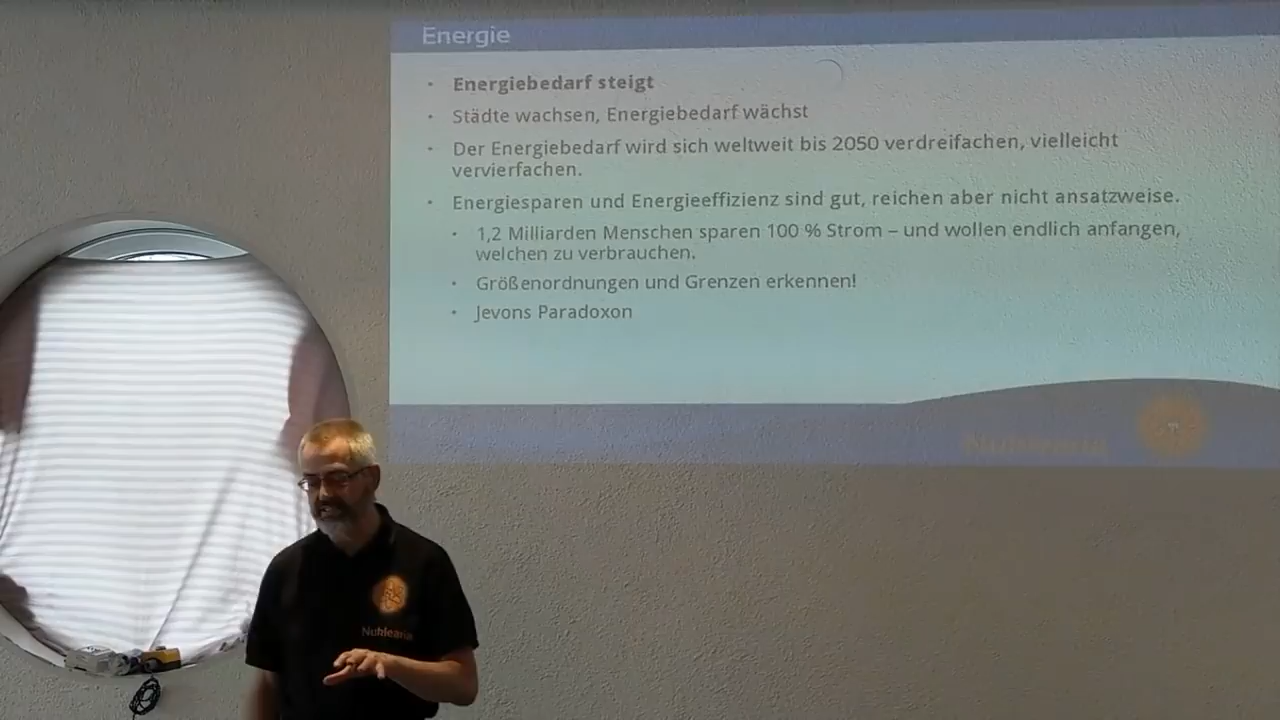 Energie
Energiebedarf steigt
Städte wachsen, Energiebedarf wächst
Der Energiebedarf wird sich weltweit bis 2050 verdreifachen, vielleicht
vervierfachen.
Energiesparen und Energieeffizienz sind gut, reichen aber nicht ansatzweise.
1,2 Milliarden Menschen sparen 100 % Strom – und wollen endlich anfangen,
welchen zu verbrauchen.
Größenordnungen und Grenzen erkennen!
Jevons Paradoxon
Nuklearia
Nuklearia